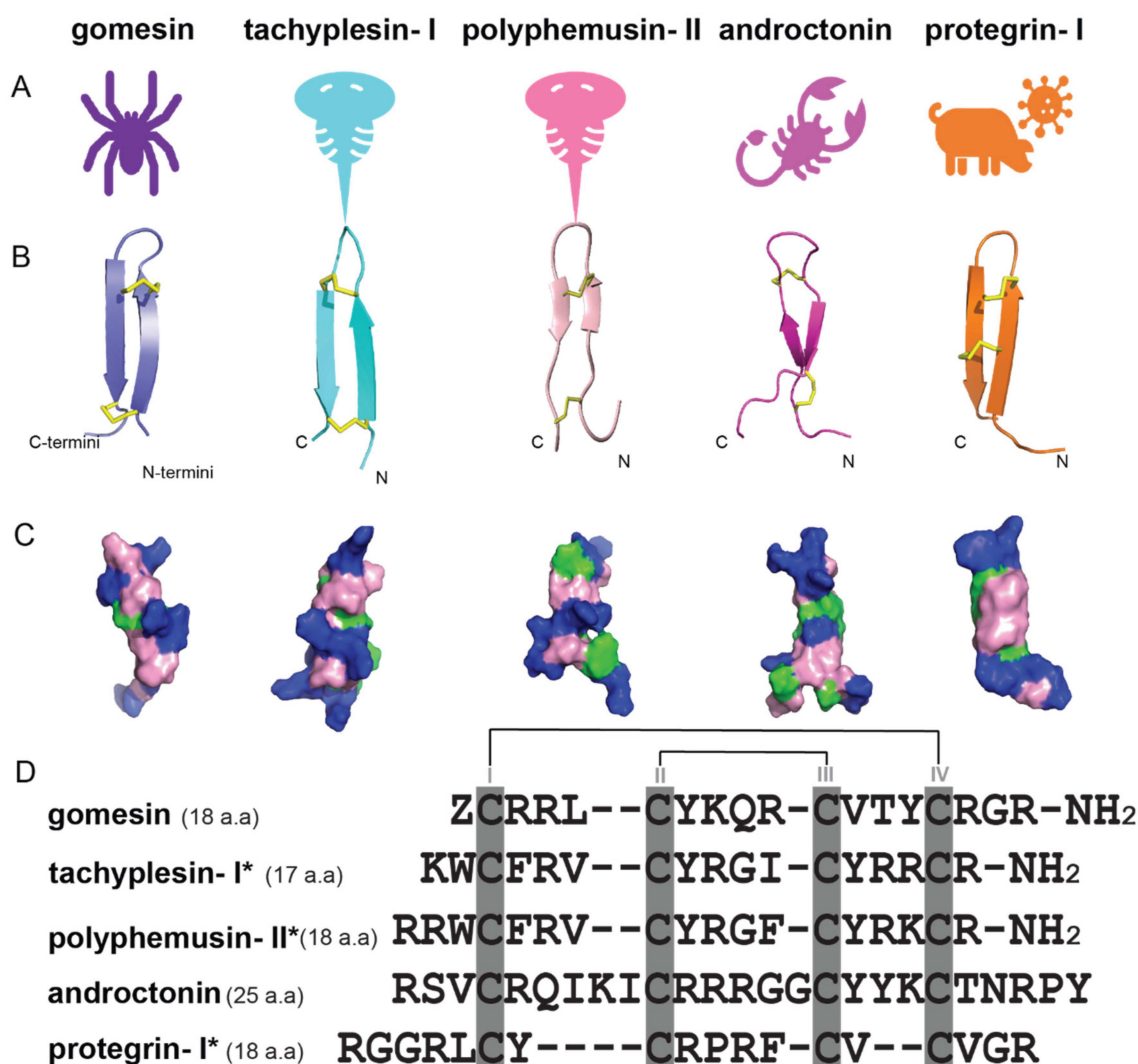 gomesin tachyplesin- I polyphemusin- II androctonin protegrin- I
A
B
C-termini
N-termini
C
N
C
N
C
N
C
N
C
D
I II III IV
gomesin (18 a.a) ZCRRL--CYKQR-CVTYCRGR-NH2
tachyplesin- I* (17 a.a) KWCFRV--CYRGI-CYRRCR-NH2
polyphemusin- II* (18 a.a) RRWCFRV--CYRGF-CYRKCR-NH2
androctonin (25 a.a) RSVCRQIKICRRRGGCYYKCTNRPY
protegrin- I* (18 a.a) RGGRLCY----CRPRF-CV--CVGR